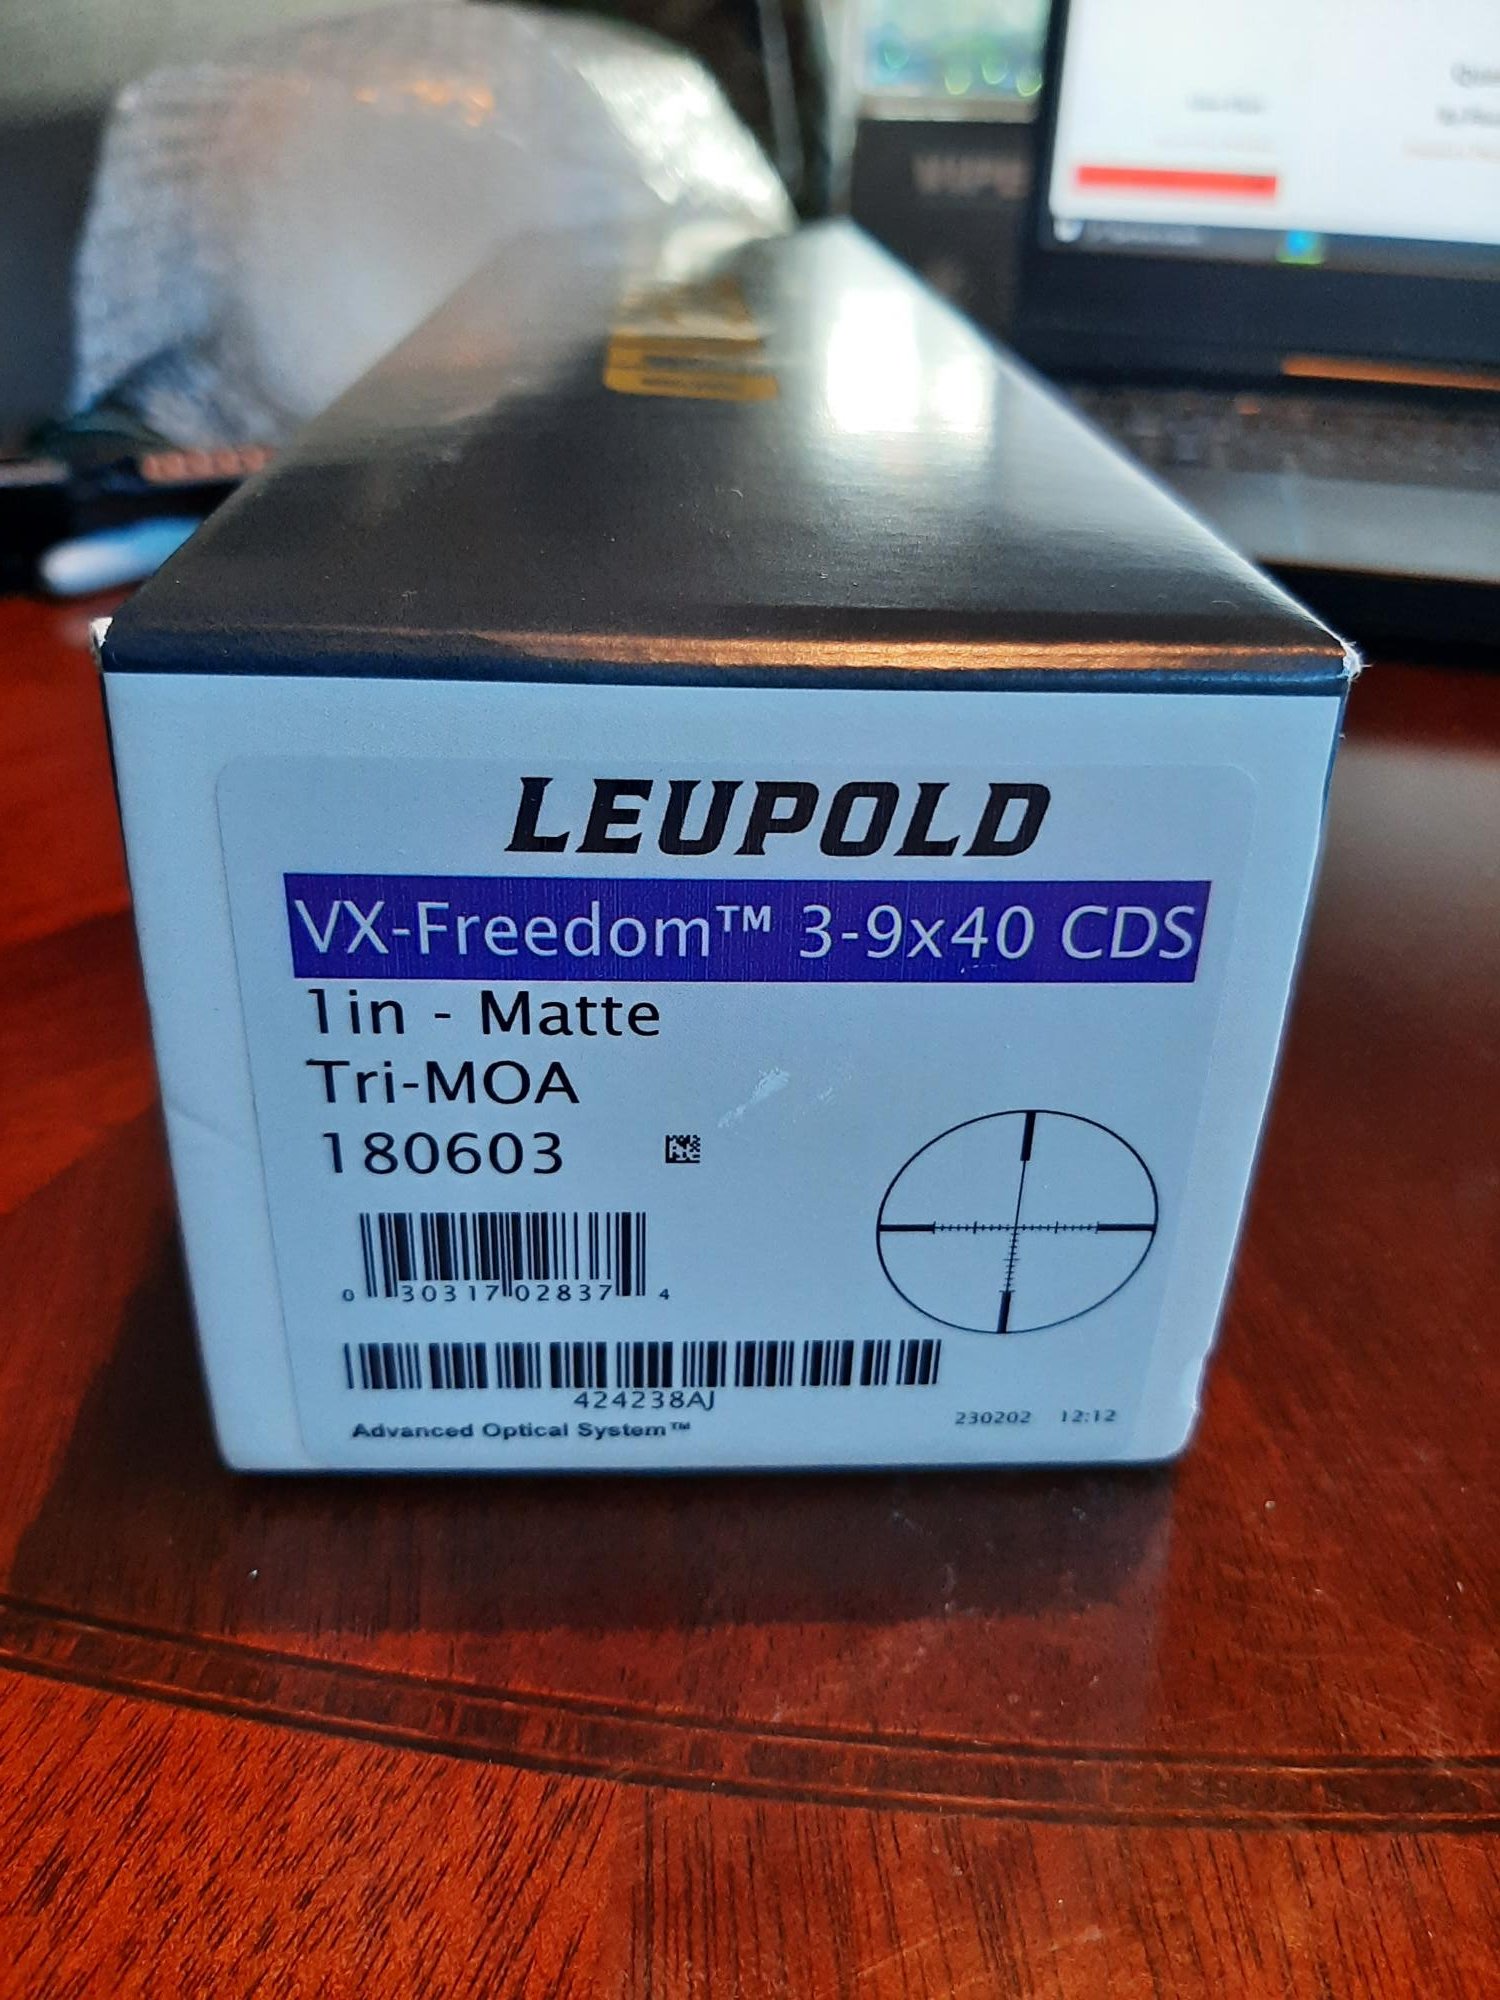 VIPE
LEUPOLD
VX-Freedom™ 3-9x40 CDS
1in - Matte
Tri-MOA
180603
0 30317 02837 4
424238AJ
Advanced Optical System™
230202 12:12